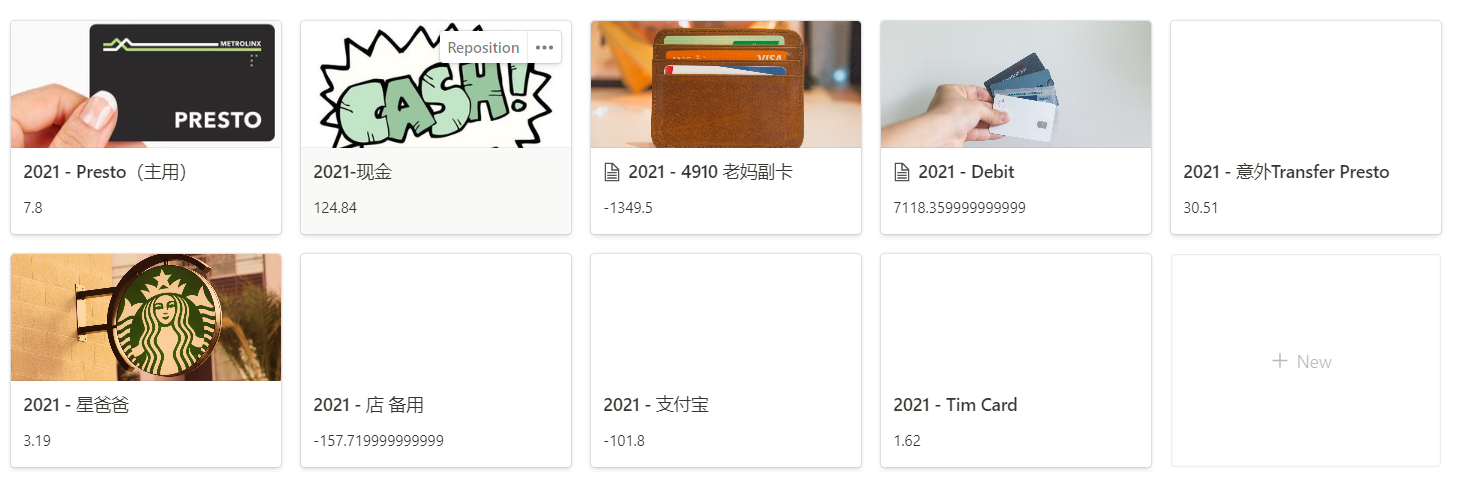 METROLINX
PRESTO
2021 - Presto（主用）
7.8
CASH!
Reposition
2021-现金
124.84
VISA
2021 - 4910 老妈副卡
-1349.5
2021 - Debit
7118.359999999999
2021 - 意外Transfer Presto
30.51
2021 - 星爸爸
3.19
2021 - 店 备用
-157.719999999999
2021 - 支付宝
-101.8
2021 - Tim Card
1.62
New